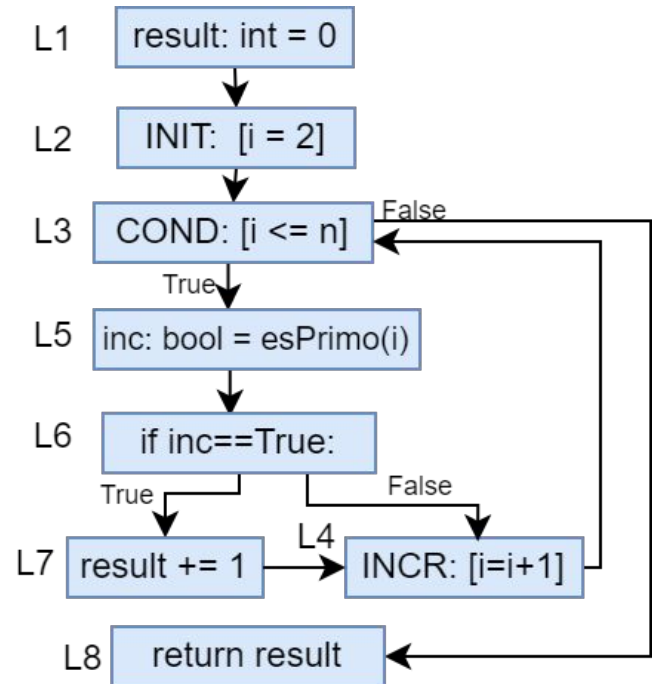 L1 result: int = 0
L2 INIT: [i = 2]
False
L3 COND: [i <= n]
True
L5 inc: bool = esPrimo(i)
L6 if inc==True:
True False
L4
L7 result += 1 INCR: [i=i+1]
L8 return result